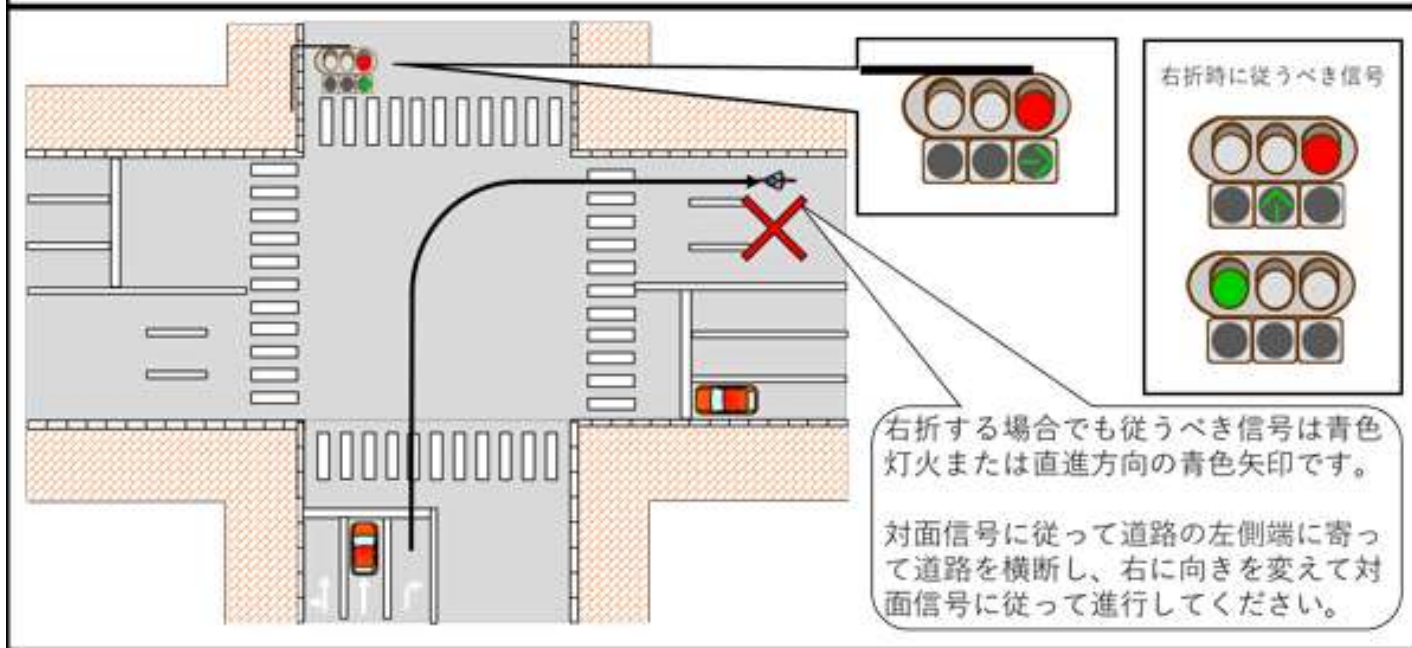 右折時に従うべき信号
右折する場合でも従うべき信号は青色
灯火または直進方向の青色矢印です。
対面信号に従って道路の左側端に寄っ
て道路を横断し、右に向きを変えて対
面信号に従って進行してください。